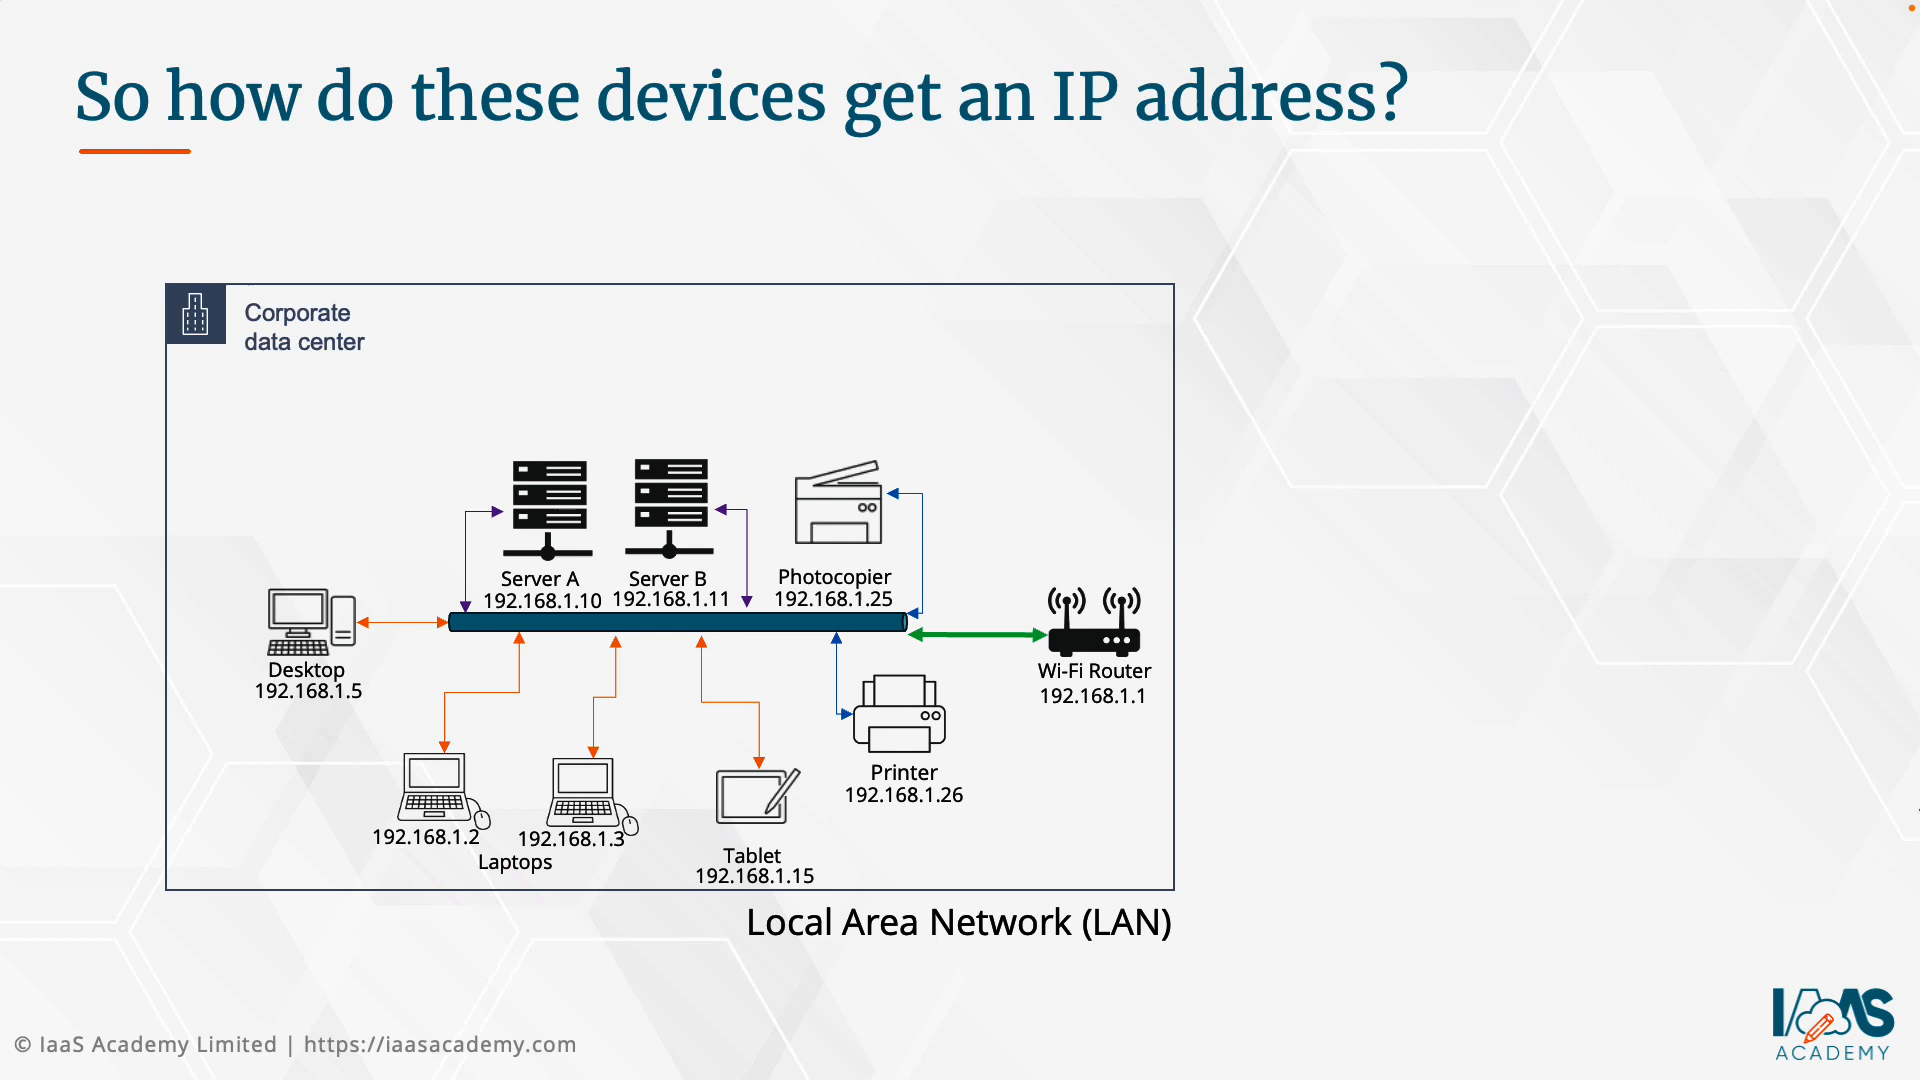 So how do these devices get an IP address?
Corporate
data center
Server A
192.168.1.10
Server B
192.168.1.11
Photocopier
192.168.1.25
Desktop
192.168.1.5
Wi-Fi Router
192.168.1.1
192.168.1.2
192.168.1.3
Laptops
Tablet
192.168.1.15
Printer
192.168.1.26
Local Area Network (LAN)
© IaaS Academy Limited | https://iaasacademy.com
IAAS
ACADEMY